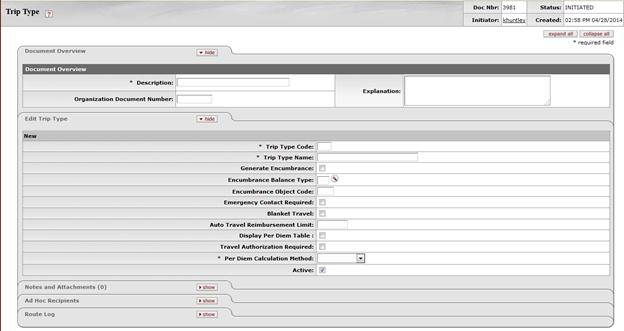 Trip Type ?
Doc Nbr: 3981 Status: INITIATED
Initiator: khuntley Created: 02:58 PM 04/28/2014
expand all collapse all
* required field
Document Overview hide
Document Overview
* Description: Explanation:
Organization Document Number:
Edit Trip Type hide
New
* Trip Type Code:
* Trip Type Name:
Generate Encumbrance:
Encumbrance Balance Type:
Encumbrance Object Code:
Emergency Contact Required:
Blanket Travel:
Auto Travel Reimbursement Limit:
Display Per Diem Table :
Travel Authorization Required:
* Per Diem Calculation Method:
Active:
Notes and Attachments (0) show
Ad Hoc Recipients show
Route Log show